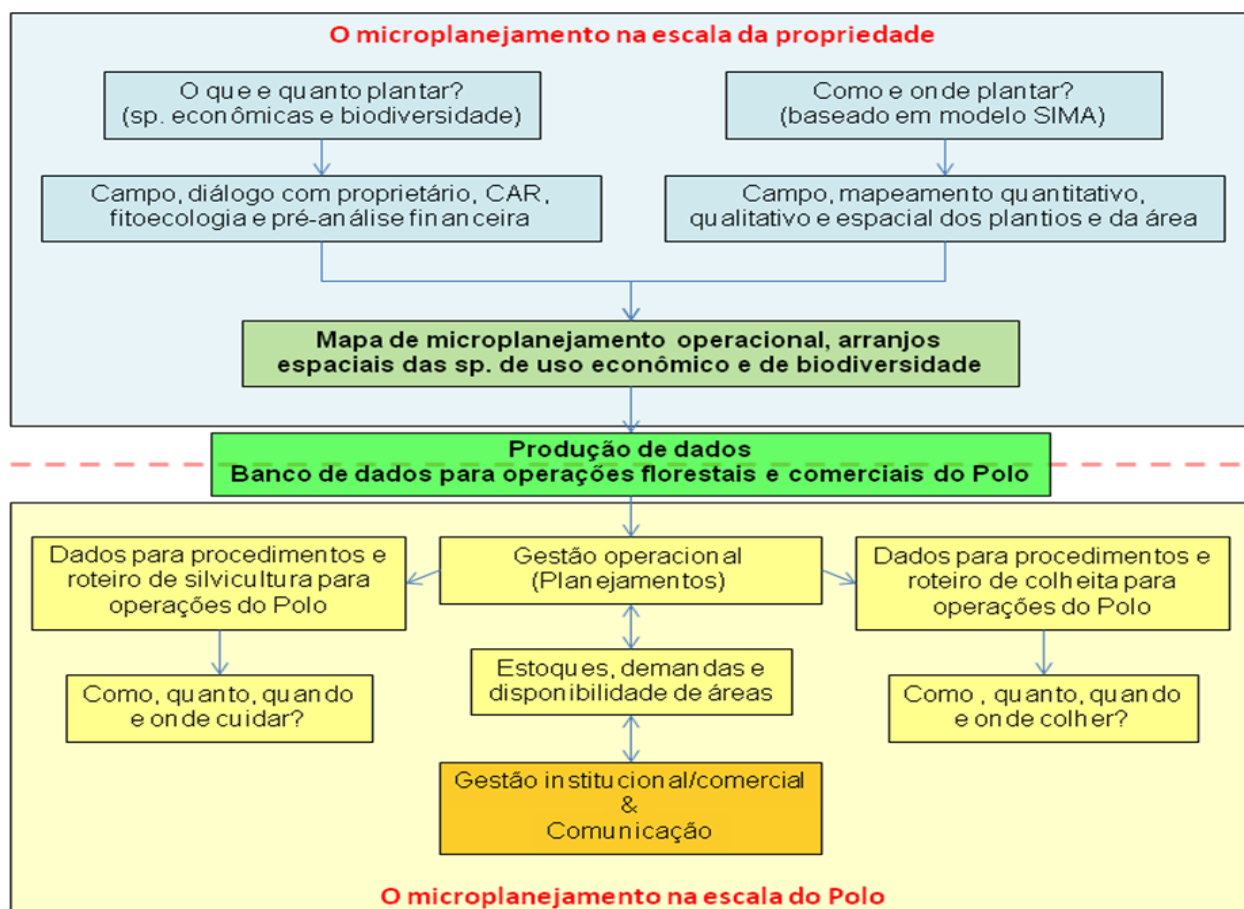 O microplanejamento na escala da propriedade
O que e quanto plantar?
(sp. econômicas e biodiversidade)
Como e onde plantar?
(baseado em modelo SIMA)
Campo, diálogo com proprietário, CAR,
fitoecologia e pré-análise financeira
Campo, mapeamento quantitativo,
qualitativo e espacial dos plantios e da área
Mapa de microplanejamento operacional, arranjos
espaciais das sp. de uso econômico e de biodiversidade
Produção de dados
Banco de dados para operações florestais e comerciais do Polo
Dados para procedimentos e
roteiro de silvicultura para
operações do Polo
Gestão operacional
(Planejamentos)
Dados para procedimentos e
roteiro de colheita para
operações do Polo
Como, quanto, quando
e onde cuidar?
Estoques, demandas e
disponibilidade de áreas
Como , quanto, quando
e onde colher?
Gestão institucional/comercial
&
Comunicação
O microplanejamento na escala do Polo